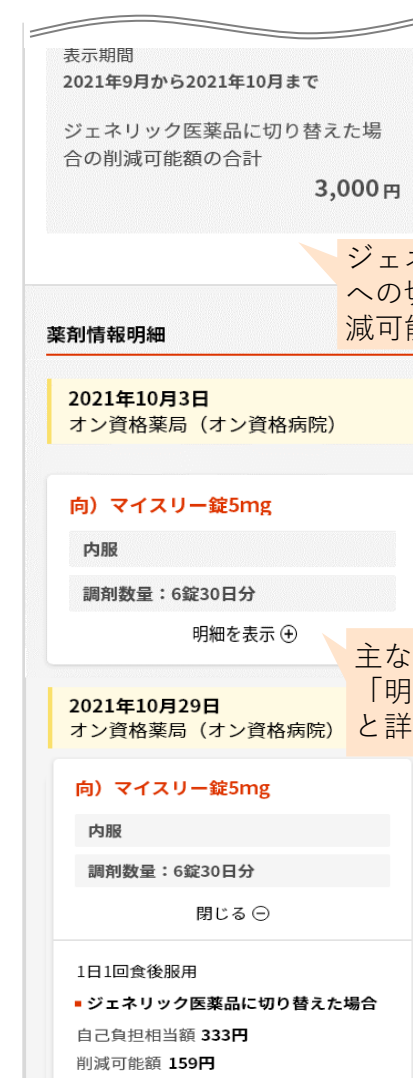 表示期間
2021年9月から2021年10月まで
ジェネリック医薬品に切り替えた場
合の削減可能額の合計
3,000円
ジェネ
への
減可能
薬剤情報明細
2021年10月3日
オン資格薬局（オン資格病院）
向）マイスリー錠5mg
内服
調剤数量：6錠30日分
明細を表示
主な
「明
と詳
2021年10月29日
オン資格薬局（オン資格病院）
向）マイスリー錠5mg
内服
調剤数量：6錠30日分
閉じる
1日1回食後服用
ジェネリック医薬品に切り替えた場合
自己負担相当額 333円
削減可能額 159円